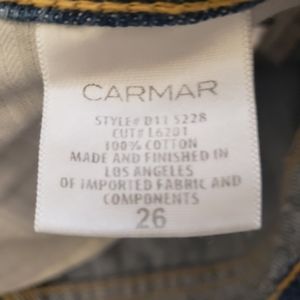 CARMAR
STYLE# D11 5228
CUT# L6201
100% COTTON
MADE AND FINISHED IN
LOS ANGELES
OF IMPORTED FABRIC AND
COMPONENTS
26